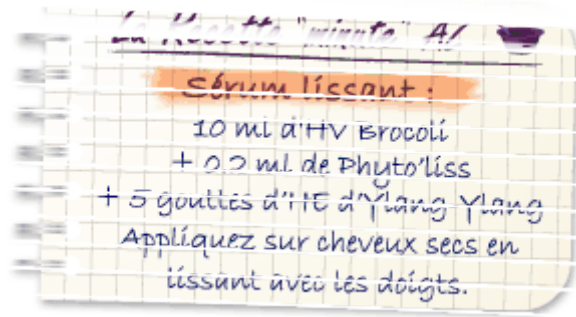 La Recette "minute" AZ
Sérum lissant :
10 ml d'HV Brocoli
+ 0.2 ml de Phyto'liss
+ 5 gouttes d'HE d'Ylang Ylang
Appliquez sur cheveux secs en
lissant avec les doigts.